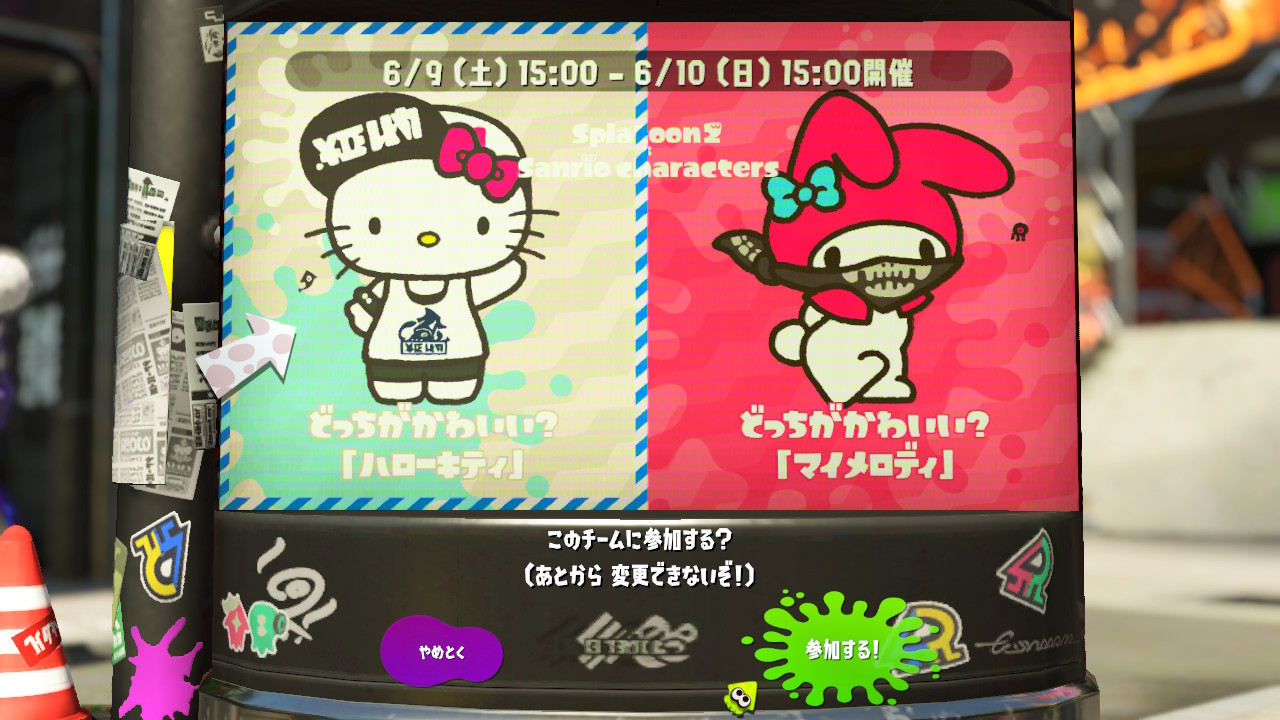 6/9(土)15:00 - 6/10(日)15:00開催
Splatoon2
Sanrio characters
どっちがかわいい?
「ハローキティ」
どっちがかわいい?
「マイメロディ」
このチームに参加する?
(あとから 変更できないぞ!)
やめとく
参加する!